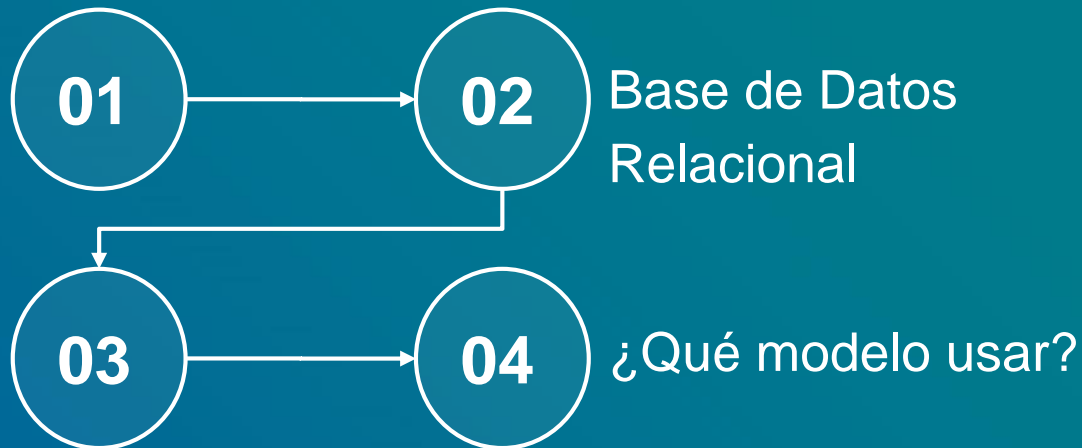 01
02
Base de Datos
Relacional
03
04
¿Qué modelo usar?